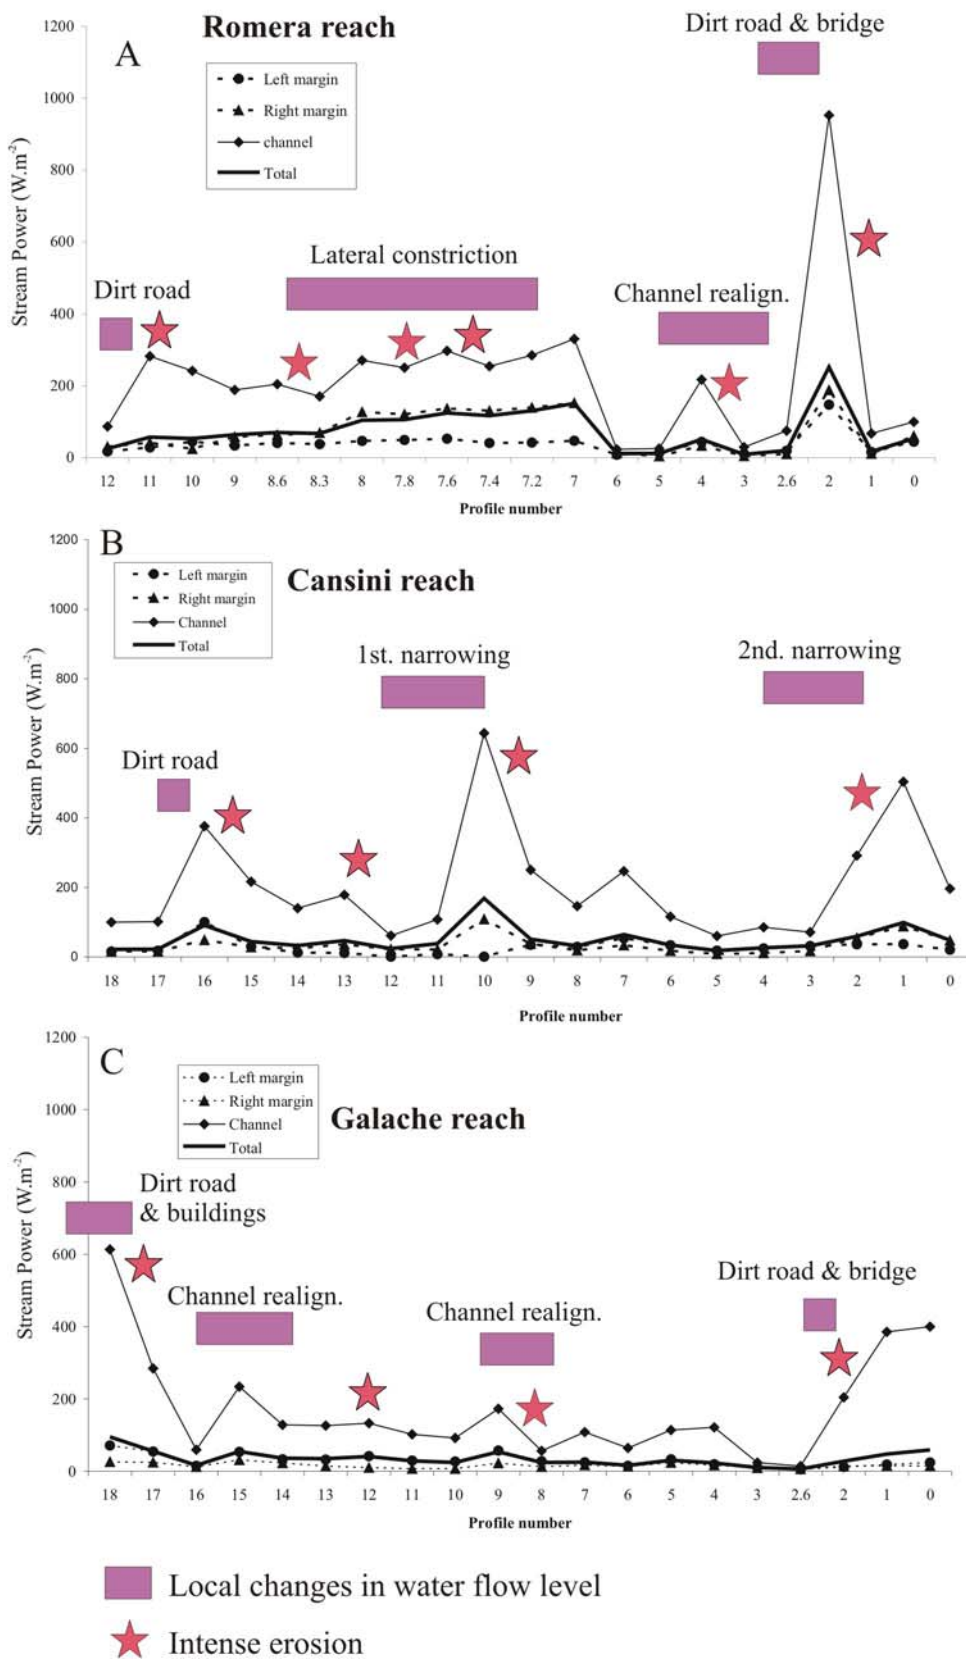 A
Romera reach
Dirt road & bridge
Left margin
Right margin
channel
Total
Stream Power (W.m-2)
1200
1000
800
600
400
200
0
Lateral constriction
Dirt road
Channel realign.
12 11 10 9 8.6 8.3 8 7.8 7.6 7.4 7.2 7 6 5 4 3 2.6 2 1 0
Profile number
B
Cansini reach
Left margin
Right margin
Channel
Total
Stream Power (W.m-2)
1200
1000
800
600
400
200
0
1st. narrowing
2nd. narrowing
Dirt road
18 17 16 15 14 13 12 11 10 9 8 7 6 5 4 3 2 1 0
Profile number
C
Galache reach
Left margin
Right margin
Channel
Total
Stream Power (W.m-2)
1200
1000
800
600
400
200
0
Dirt road
& buildings
Channel realign.
Channel realign.
Dirt road & bridge
18 17 16 15 14 13 12 11 10 9 8 7 6 5 4 3 2.6 2 1 0
Profile number
Local changes in water flow level
Intense erosion